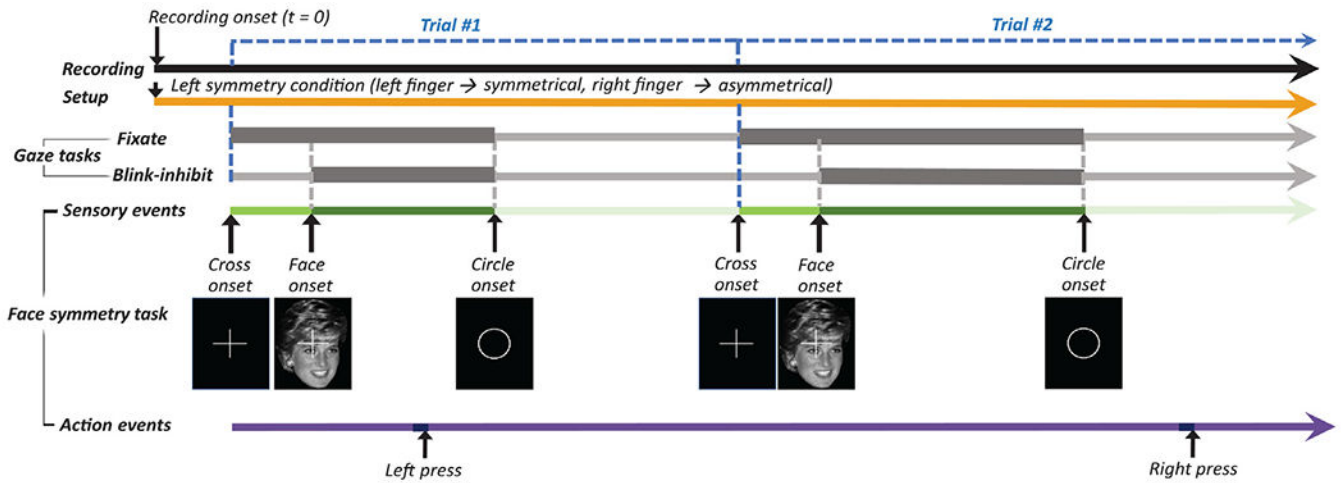 Recording onset (t = 0)
Trial #1
Trial #2
Recording
Left symmetry condition (left finger → symmetrical, right finger → asymmetrical)
Setup
Fixate
Gaze tasks
Blink-inhibit
Sensory events
Cross
onset
Face
onset
Circle
onset
Cross
onset
Face
onset
Circle
onset
Face symmetry task
Action events
Left press
Right press